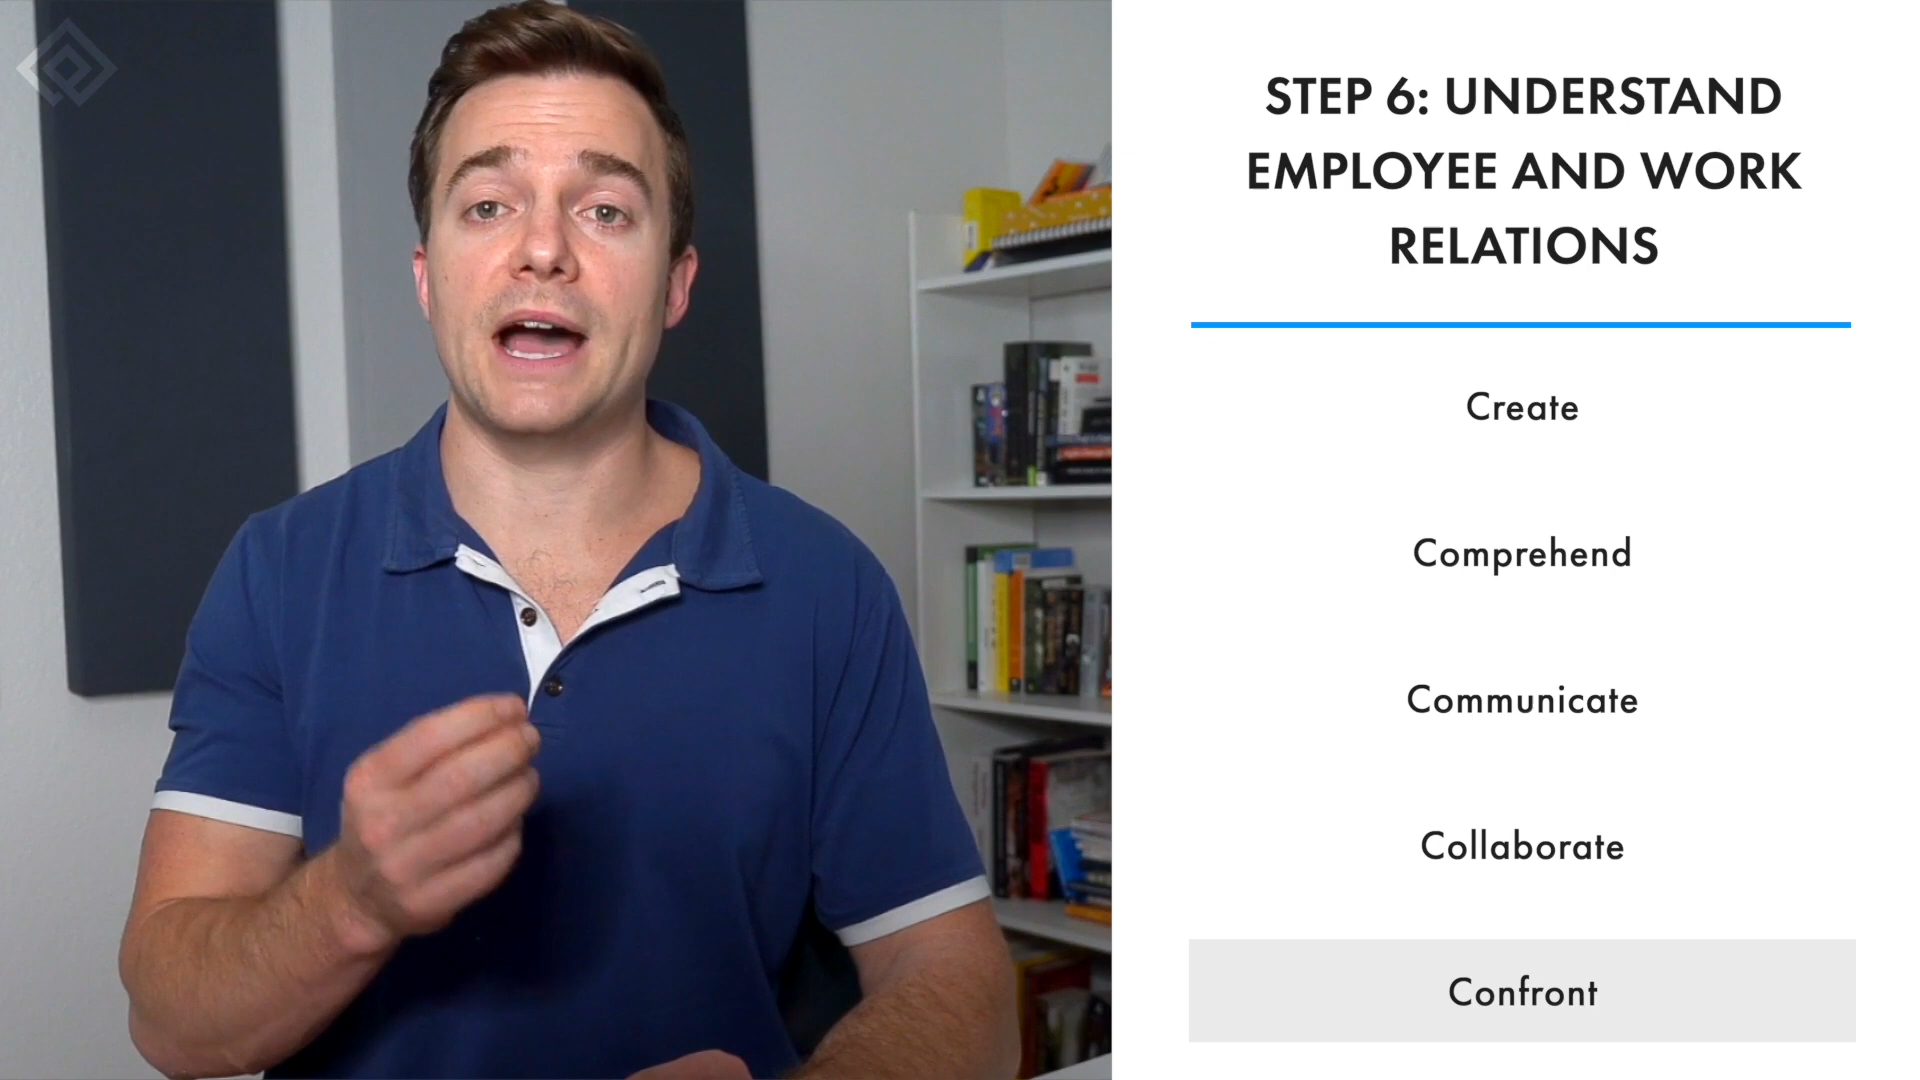 STEP 6: UNDERSTAND
EMPLOYEE AND WORK
RELATIONS
Create
Comprehend
Communicate
Collaborate
Confront